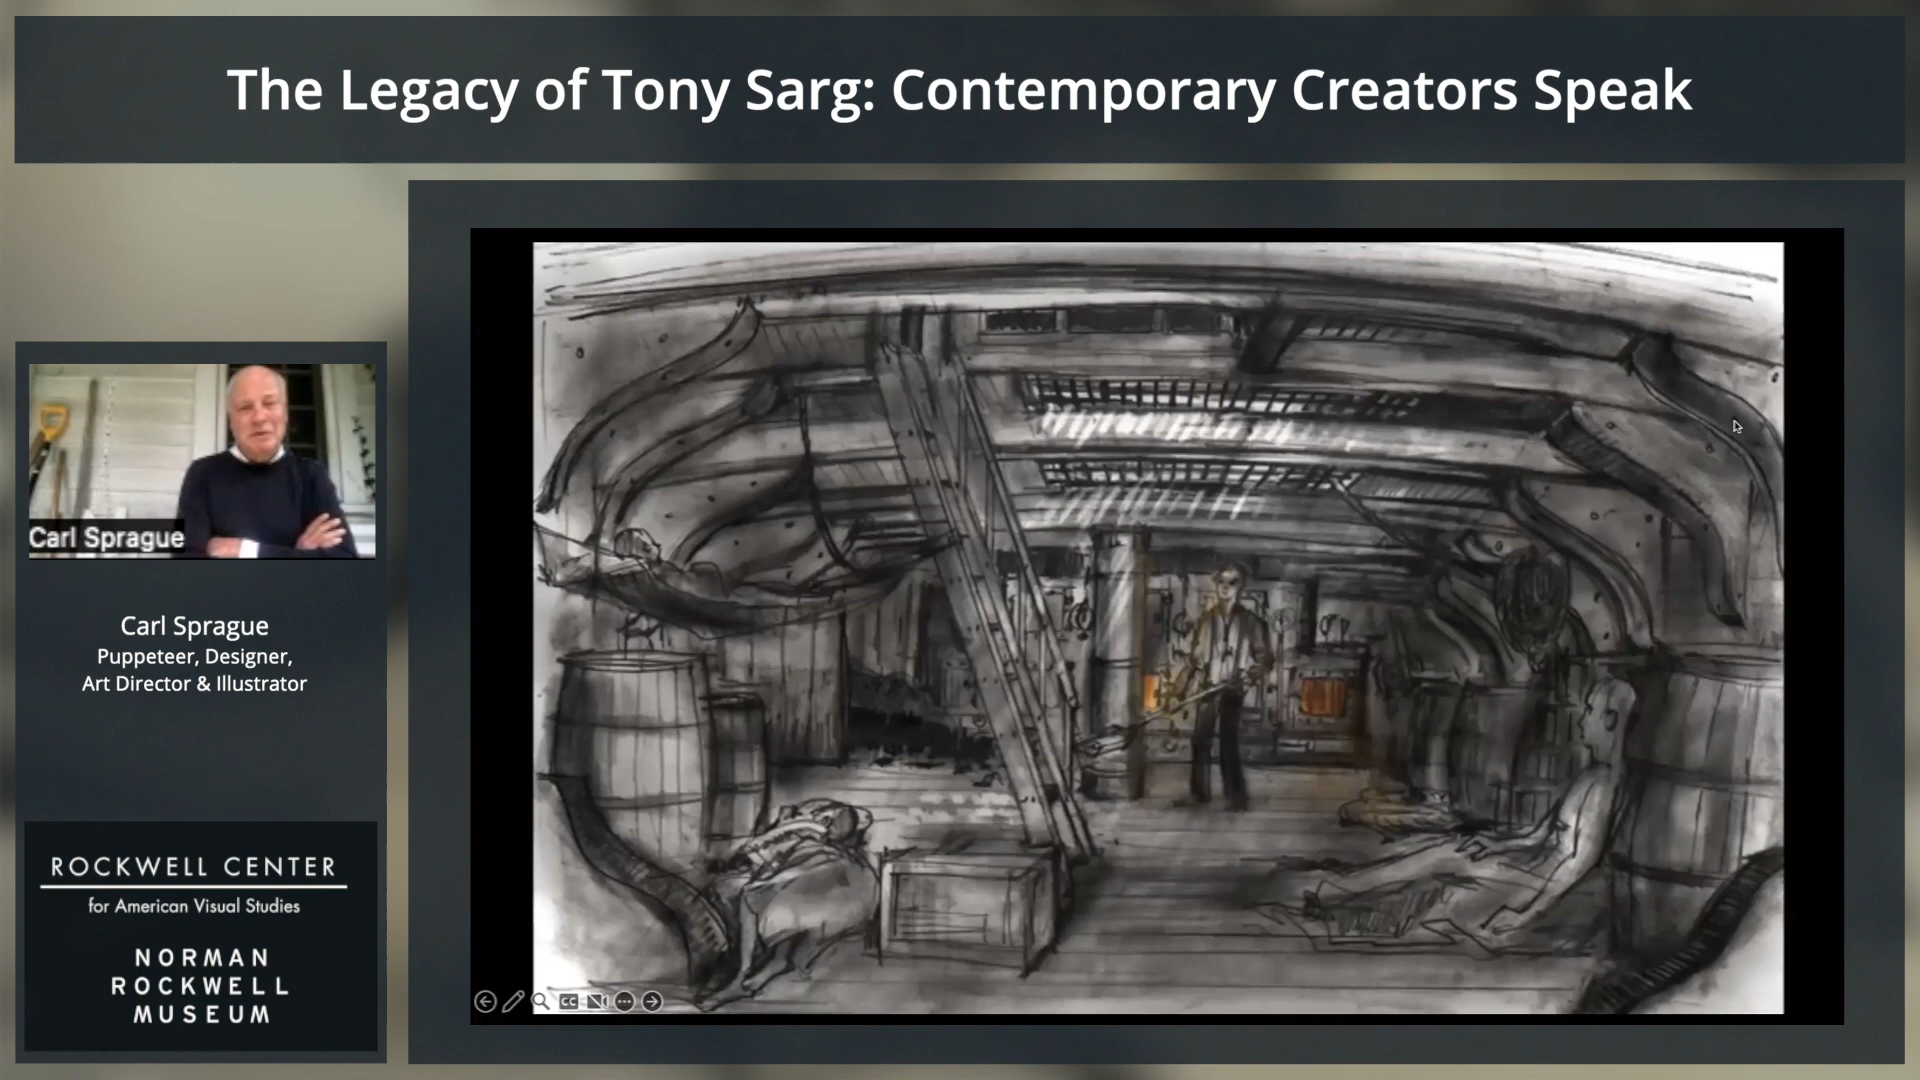 The Legacy of Tony Sarg: Contemporary Creators Speak
Carl Sprague
Carl Sprague
Puppeteer, Designer,
Art Director & Illustrator
ROCKWELL CENTER
for American Visual Studies
NORMAN
ROCKWELL
MUSEUM
CC